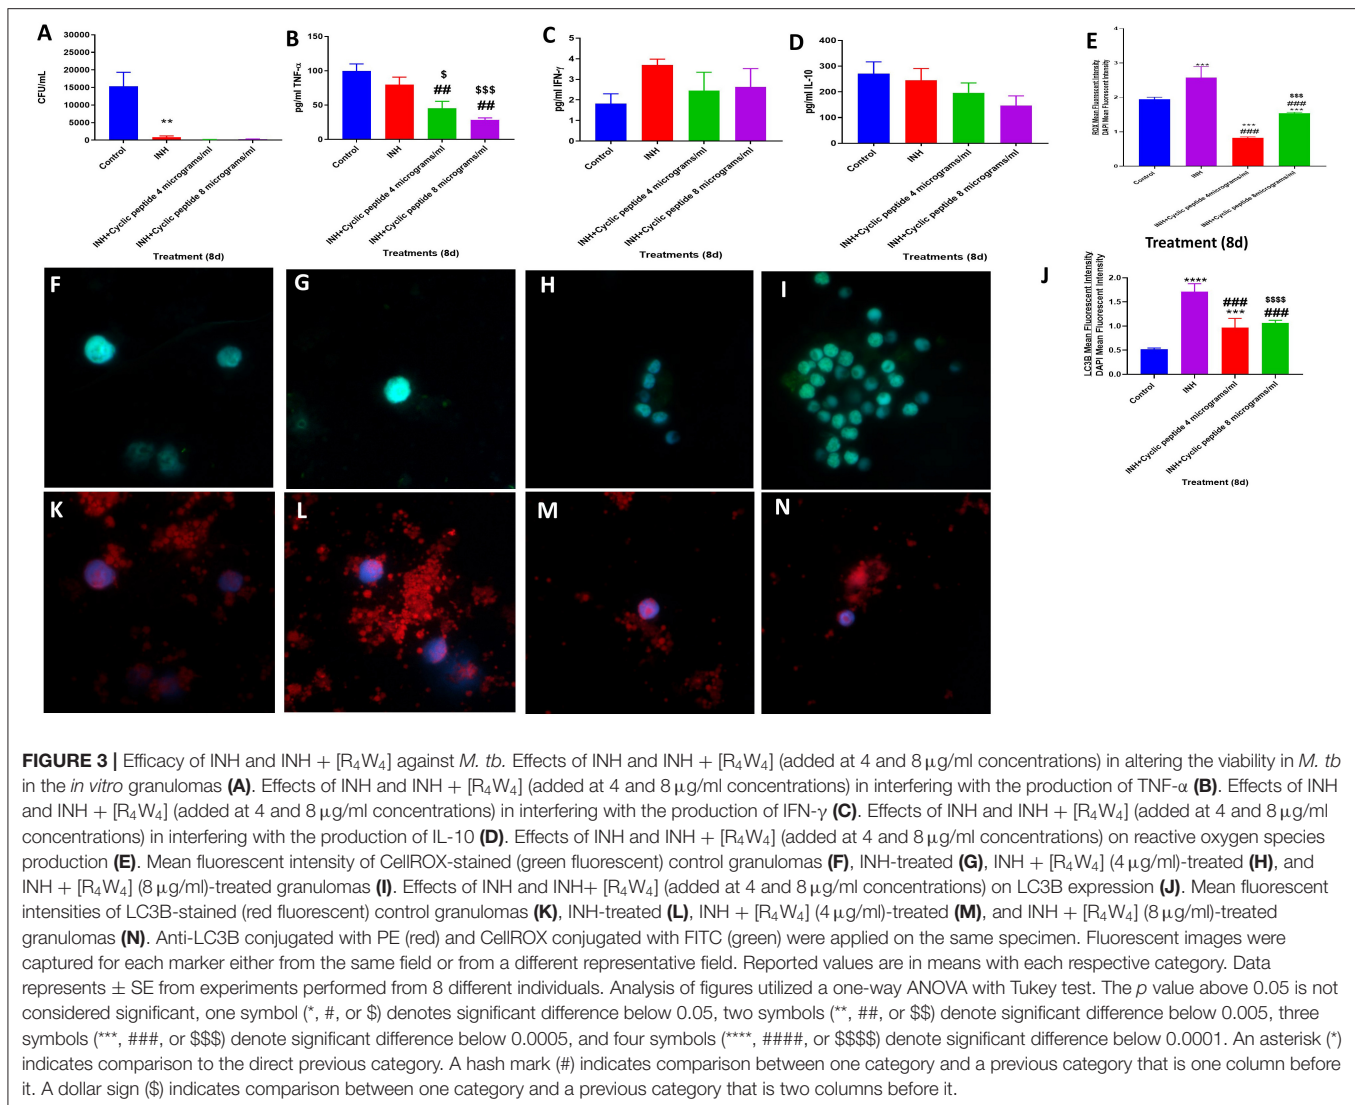 A
CFU/mL
30000
25000
20000
15000
10000
5000
0
**
Control
INH
INH+Cyclic peptide 4 micrograms/ml
INH+Cyclic peptide 8 micrograms/ml
Treatment (8d)
B
pg/ml TNF-α
150
100
50
0
$
##
$$$
##
Control
INH
INH+Cyclic peptide 4 micrograms/ml
INH+Cyclic peptide 8 micrograms/ml
Treatments (8d)
C
pg/ml IFN-γ
6
4
2
0
Control
INH
INH+Cyclic peptide 4 micrograms/ml
INH+Cyclic peptide 8 micrograms/ml
Treatments (8d)
D
pg/ml IL-10
400
300
200
100
0
Control
INH
INH+Cyclic peptide 4 micrograms/ml
INH+Cyclic peptide 8 micrograms/ml
Treatments (8d)
E
ROX Mean Fluorescent Intensity
DAPI Mean Fluorescent Intensity
4
3
2
1
0
***
***
###
$$$
###
***
Control
INH
INH+Cyclic peptide 4micrograms/ml
INH+Cyclic peptide 8micrograms/ml
Treatment (8d)
F
G
H
I
J
LC3B Mean Fluorescent Intensity
DAPI Mean Fluorescent Intensity
2.0
1.5
1.0
0.5
0.0
****
###
***
$$$$
###
Control
INH
INH+Cyclic peptide 4 micrograms/ml
INH+Cyclic peptide 8 micrograms/ml
Treatment (8d)
K
L
M
N
FIGURE 3 | Efficacy of INH and INH + [R₄W₄] against M. tb. Effects of INH and INH + [R₄W₄] (added at 4 and 8 μg/ml concentrations) in altering the viability in M. tb
in the in vitro granulomas (A). Effects of INH and INH + [R₄W₄] (added at 4 and 8 μg/ml concentrations) in interfering with the production of TNF-α (B). Effects of INH
and INH + [R₄W₄] (added at 4 and 8 μg/ml concentrations) in interfering with the production of IFN-γ (C). Effects of INH and INH + [R₄W₄] (added at 4 and 8 μg/ml
concentrations) in interfering with the production of IL-10 (D). Effects of INH and INH + [R₄W₄] (added at 4 and 8 μg/ml concentrations) on reactive oxygen species
production (E). Mean fluorescent intensity of CellROX-stained (green fluorescent) control granulomas (F), INH-treated (G), INH + [R₄W₄] (4 μg/ml)-treated (H), and
INH + [R₄W₄] (8 μg/ml)-treated granulomas (I). Effects of INH and INH+ [R₄W₄] (added at 4 and 8 μg/ml concentrations) on LC3B expression (J). Mean fluorescent
intensities of LC3B-stained (red fluorescent) control granulomas (K), INH-treated (L), INH + [R₄W₄] (4 μg/ml)-treated (M), and INH + [R₄W₄] (8 μg/ml)-treated
granulomas (N). Anti-LC3B conjugated with PE (red) and CellROX conjugated with FITC (green) were applied on the same specimen. Fluorescent images were
captured for each marker either from the same field or from a different representative field. Reported values are in means with each respective category. Data
represents ± SE from experiments performed from 8 different individuals. Analysis of figures utilized a one-way ANOVA with Tukey test. The p value above 0.05 is not
considered significant, one symbol (*, #, or $) denotes significant difference below 0.05, two symbols (**, ##, or $$) denote significant difference below 0.005, three
symbols (***, ###, or $$$) denote significant difference below 0.0005, and four symbols (****, ####, or $$$$) denote significant difference below 0.0001. An asterisk (*)
indicates comparison to the direct previous category. A hash mark (#) indicates comparison between one category and a previous category that is one column before
it. A dollar sign ($) indicates comparison between one category and a previous category that is two columns before it.